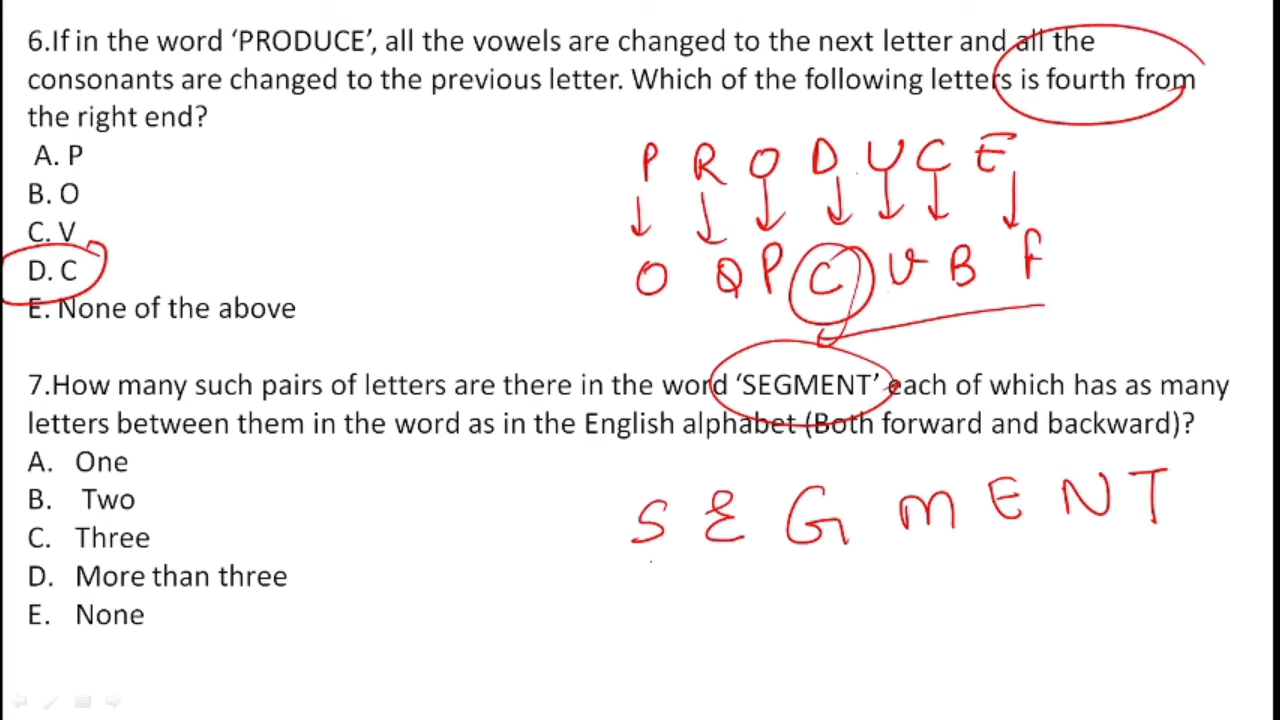 6.If in the word ‘PRODUCE’, all the vowels are changed to the next letter and all the
consonants are changed to the previous letter. Which of the following letters is fourth from
the right end?
A. P
B. O
C. V
D. C
E. None of the above
P R O D U C E
O Q P C V B F
7.How many such pairs of letters are there in the word ‘SEGMENT’ each of which has as many
letters between them in the word as in the English alphabet (Both forward and backward)?
A. One
B. Two
C. Three
D. More than three
E. None
S E G M E N T